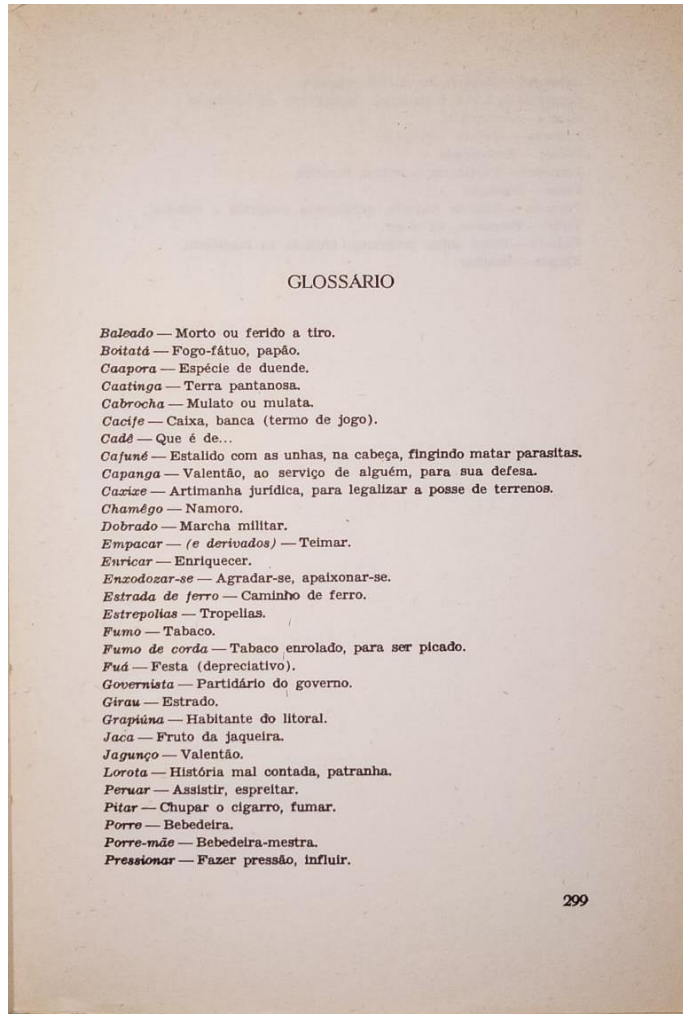 GLOSSÁRIO
Baleado — Morto ou ferido a tiro.
Boitatá — Fogo-fátuo, papão.
Caapora — Espécie de duende.
Caatinga — Terra pantanosa.
Cabrocha — Mulato ou mulata.
Cacife — Caixa, banca (termo de jogo).
Cadê — Que é de...
Cafuné — Estalido com as unhas, na cabeça, fingindo matar parasitas.
Capanga — Valentão, ao serviço de alguém, para sua defesa.
Caxixe — Artimanha jurídica, para legalizar a posse de terrenos.
Chamêgo — Namoro.
Dobrado — Marcha militar.
Empacar — (e derivados) — Teimar.
Enricar — Enriquecer.
Enxodozar-se — Agradar-se, apaixonar-se.
Estrada de ferro — Caminho de ferro.
Estrepolias — Tropelias.
Fumo — Tabaco.
Fumo de corda — Tabaco enrolado, para ser picado.
Fuá — Festa (depreciativo).
Governista — Partidário do governo.
Girau — Estrado.
Grapiúna — Habitante do litoral.
Jaca — Fruto da jaqueira.
Jagunço — Valentão.
Lorota — História mal contada, patranha.
Peruar — Assistir, espreitar.
Pitar — Chupar o cigarro, fumar.
Porre — Bebedeira.
Porre-mãe — Bebedeira-mestra.
Pressionar — Fazer pressão, influir.
299